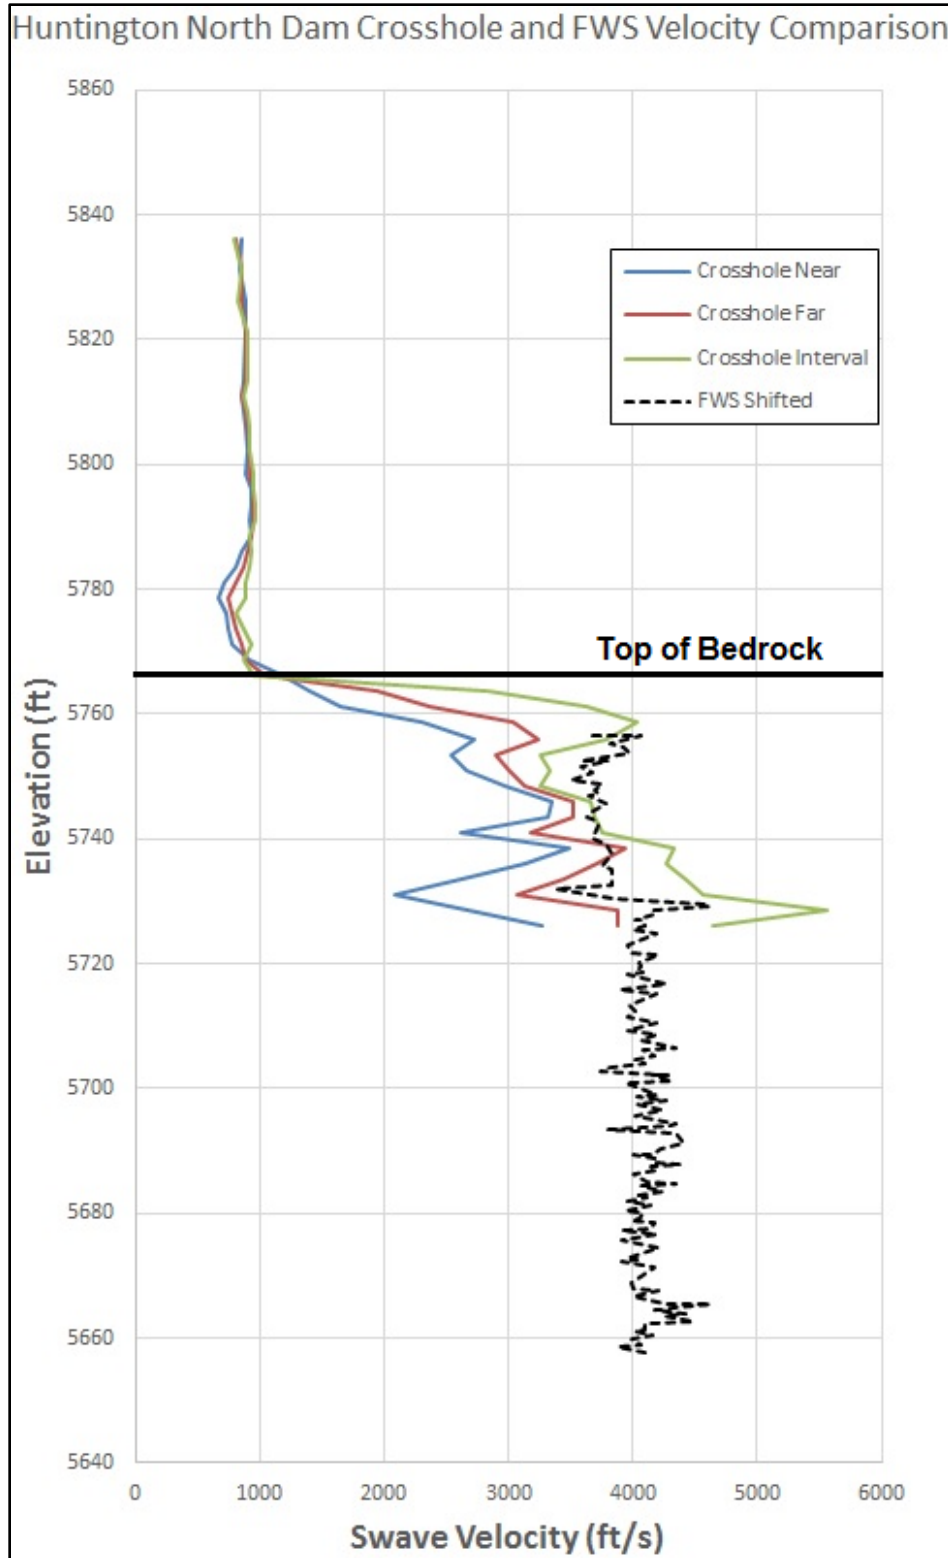 Huntington North Dam Crosshole and FWS Velocity Comparison
5860
5840
Crosshole Near
Crosshole Far
5820
Crosshole Interval
FWS Shifted
5800
5780
Top of Bedrock
5760
Elevation (ft)
5740
5720
5700
5680
5660
5640
0 1000 2000 3000 4000 5000 6000
Swave Velocity (ft/s)